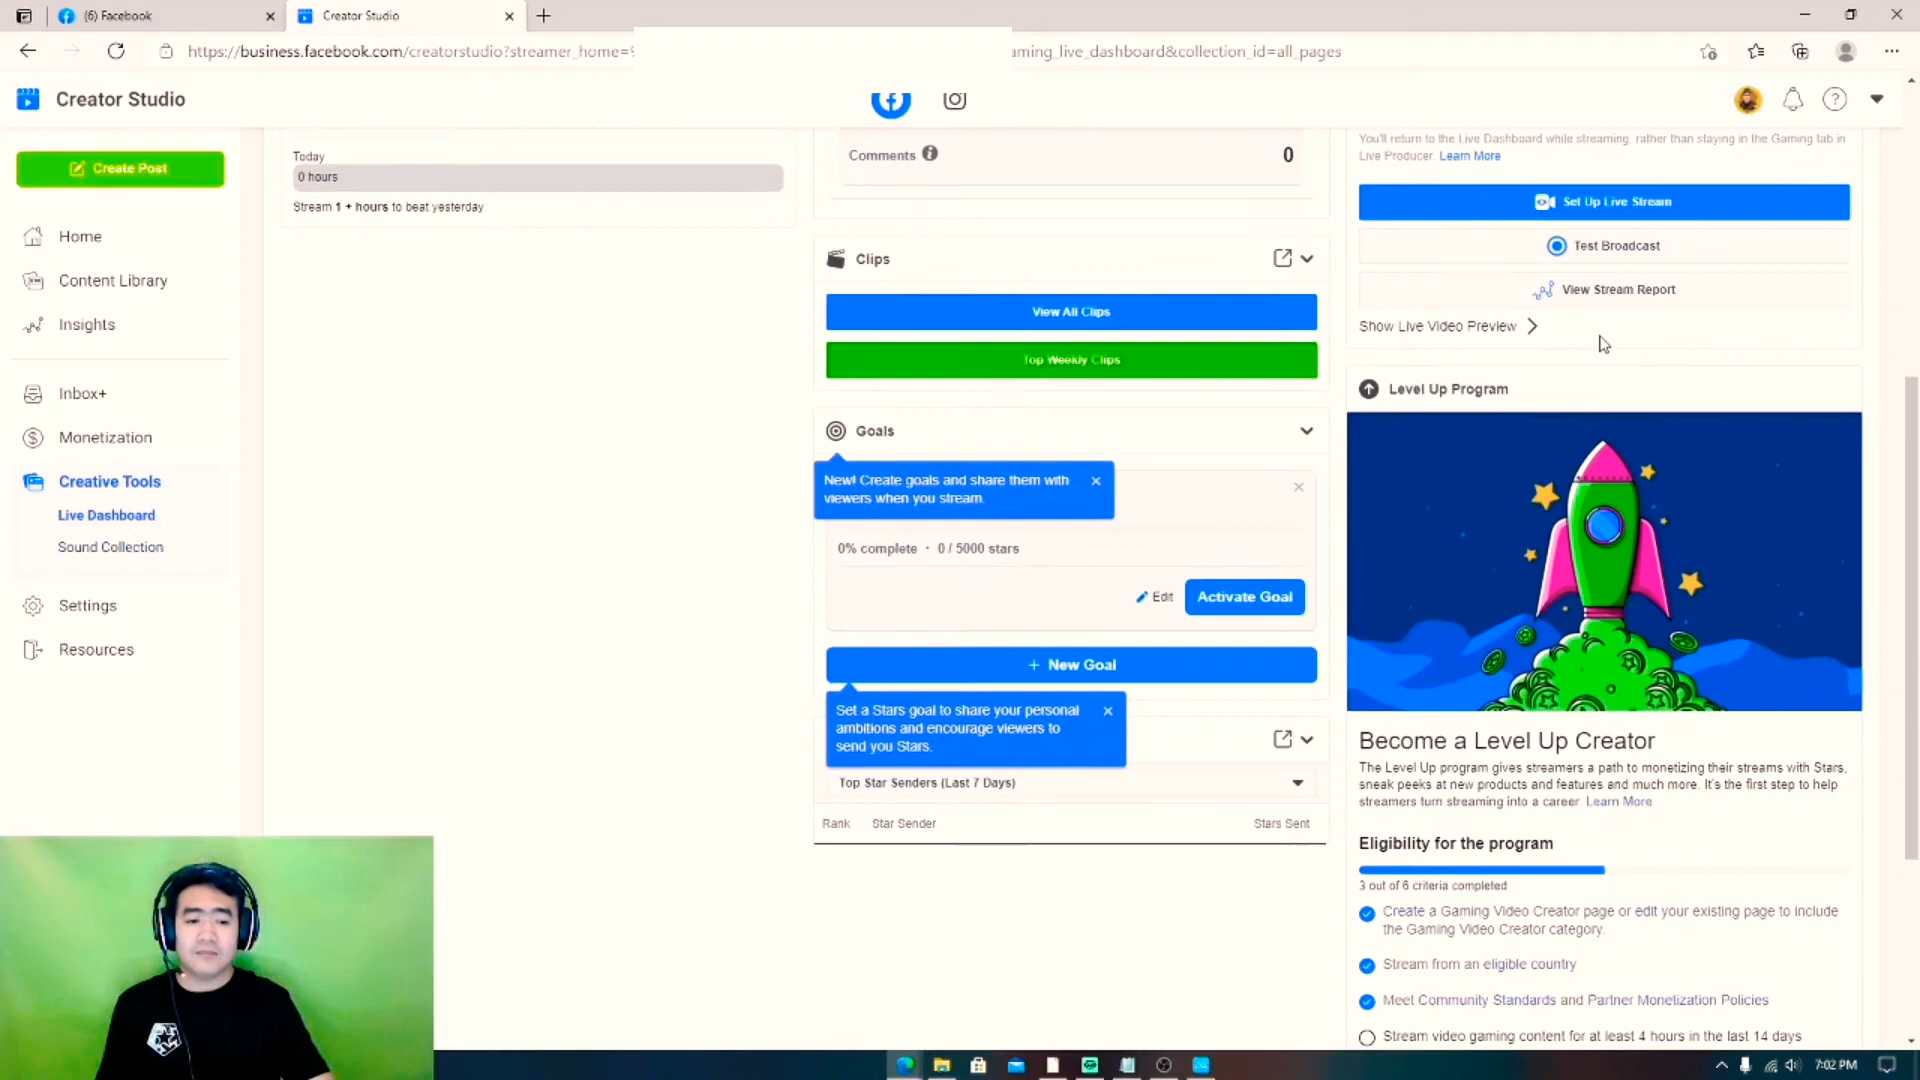 (6) Facebook
Creator Studio
https://business.facebook.com/creatorstudio?streamer_home=
aming_live_dashboard&collection_id=all_pages
Creator Studio
Create Post
Home
Content Library
Insights
Inbox+
Monetization
Creative Tools
Live Dashboard
Sound Collection
Settings
Resources
Today
0 hours
Stream 1 + hours to beat yesterday
Comments
0
Clips
View All Clips
Top Weekly Clips
Goals
New! Create goals and share them with
viewers when you stream.
0% complete · 0 / 5000 stars
Edit
Activate Goal
+ New Goal
Set a Stars goal to share your personal
ambitions and encourage viewers to
send you Stars.
Top Star Senders (Last 7 Days)
Rank Star Sender Stars Sent
You'll return to the Live Dashboard while streaming, rather than staying in the Gaming tab in
Live Producer. Learn More
Set Up Live Stream
Test Broadcast
View Stream Report
Show Live Video Preview
Level Up Program
Become a Level Up Creator
The Level Up program gives streamers a path to monetizing their streams with Stars,
sneak peeks at new products and features and much more. It's the first step to help
streamers turn streaming into a career. Learn More
Eligibility for the program
3 out of 6 criteria completed
Create a Gaming Video Creator page or edit your existing page to include
the Gaming Video Creator category.
Stream from an eligible country
Meet Community Standards and Partner Monetization Policies
Stream video gaming content for at least 4 hours in the last 14 days
7:02 PM